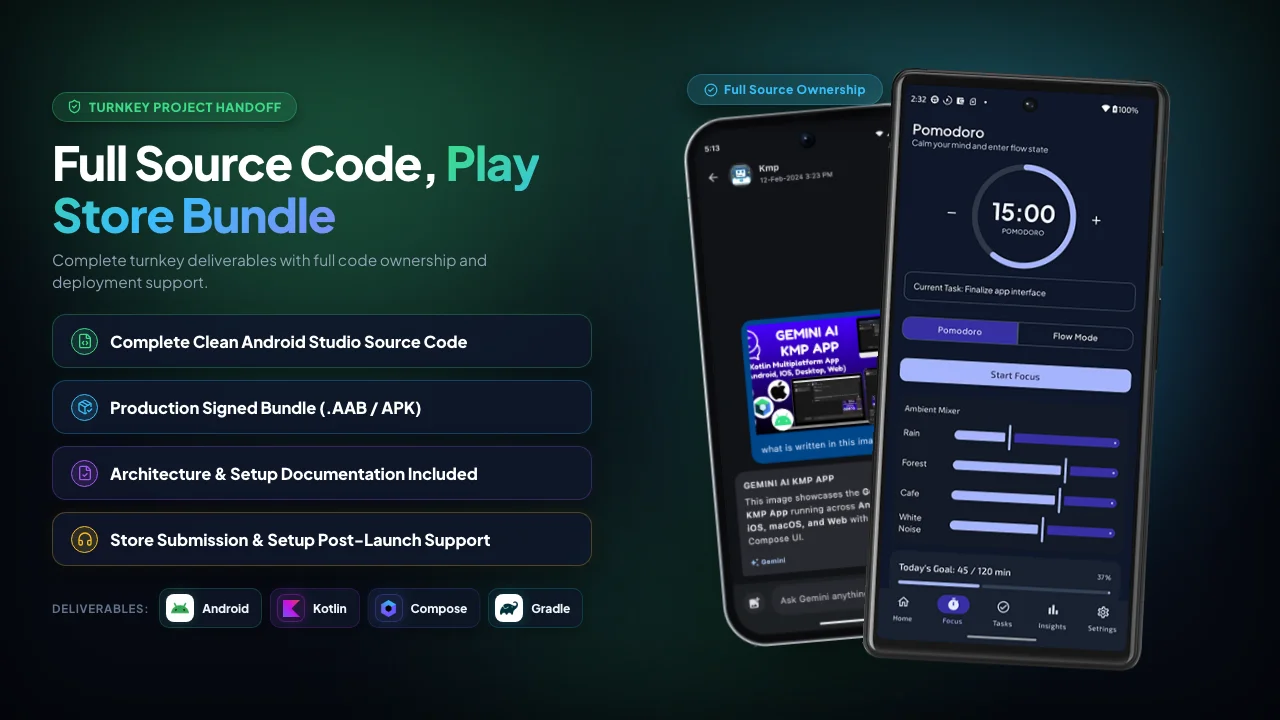 TURNKEY PROJECT HANDOFF
Full Source Code, Play
Store Bundle
Complete turnkey deliverables with full code ownership and
deployment support.
Complete Clean Android Studio Source Code
Production Signed Bundle (.AAB / APK)
Architecture & Setup Documentation Included
Store Submission & Setup Post-Launch Support
DELIVERABLES:
Android
Kotlin
Compose
Gradle
Full Source Ownership
5:13
Kmp
12-Feb-2024 3:23 PM
GEMINI AI
KMP APP
Kotlin Multiplatform App
Android, IOS, Desktop, Web)
what is written in this ima
GEMINI AI KMP APP
This image showcases the Ge
KMP App running across An
iOS, macOS, and Web with
Compose UI.
Gemini
Ask Gemini anything
2:32
100%
Pomodoro
Calm your mind and enter flow state
15:00
POMODORO
− +
Current Task: Finalize app interface
Pomodoro
Flow Mode
Start Focus
Ambient Mixer
Rain
Forest
Cafe
White
Noise
Today's Goal: 45 / 120 min
37%
Home
Focus
Tasks
Insights
Settings